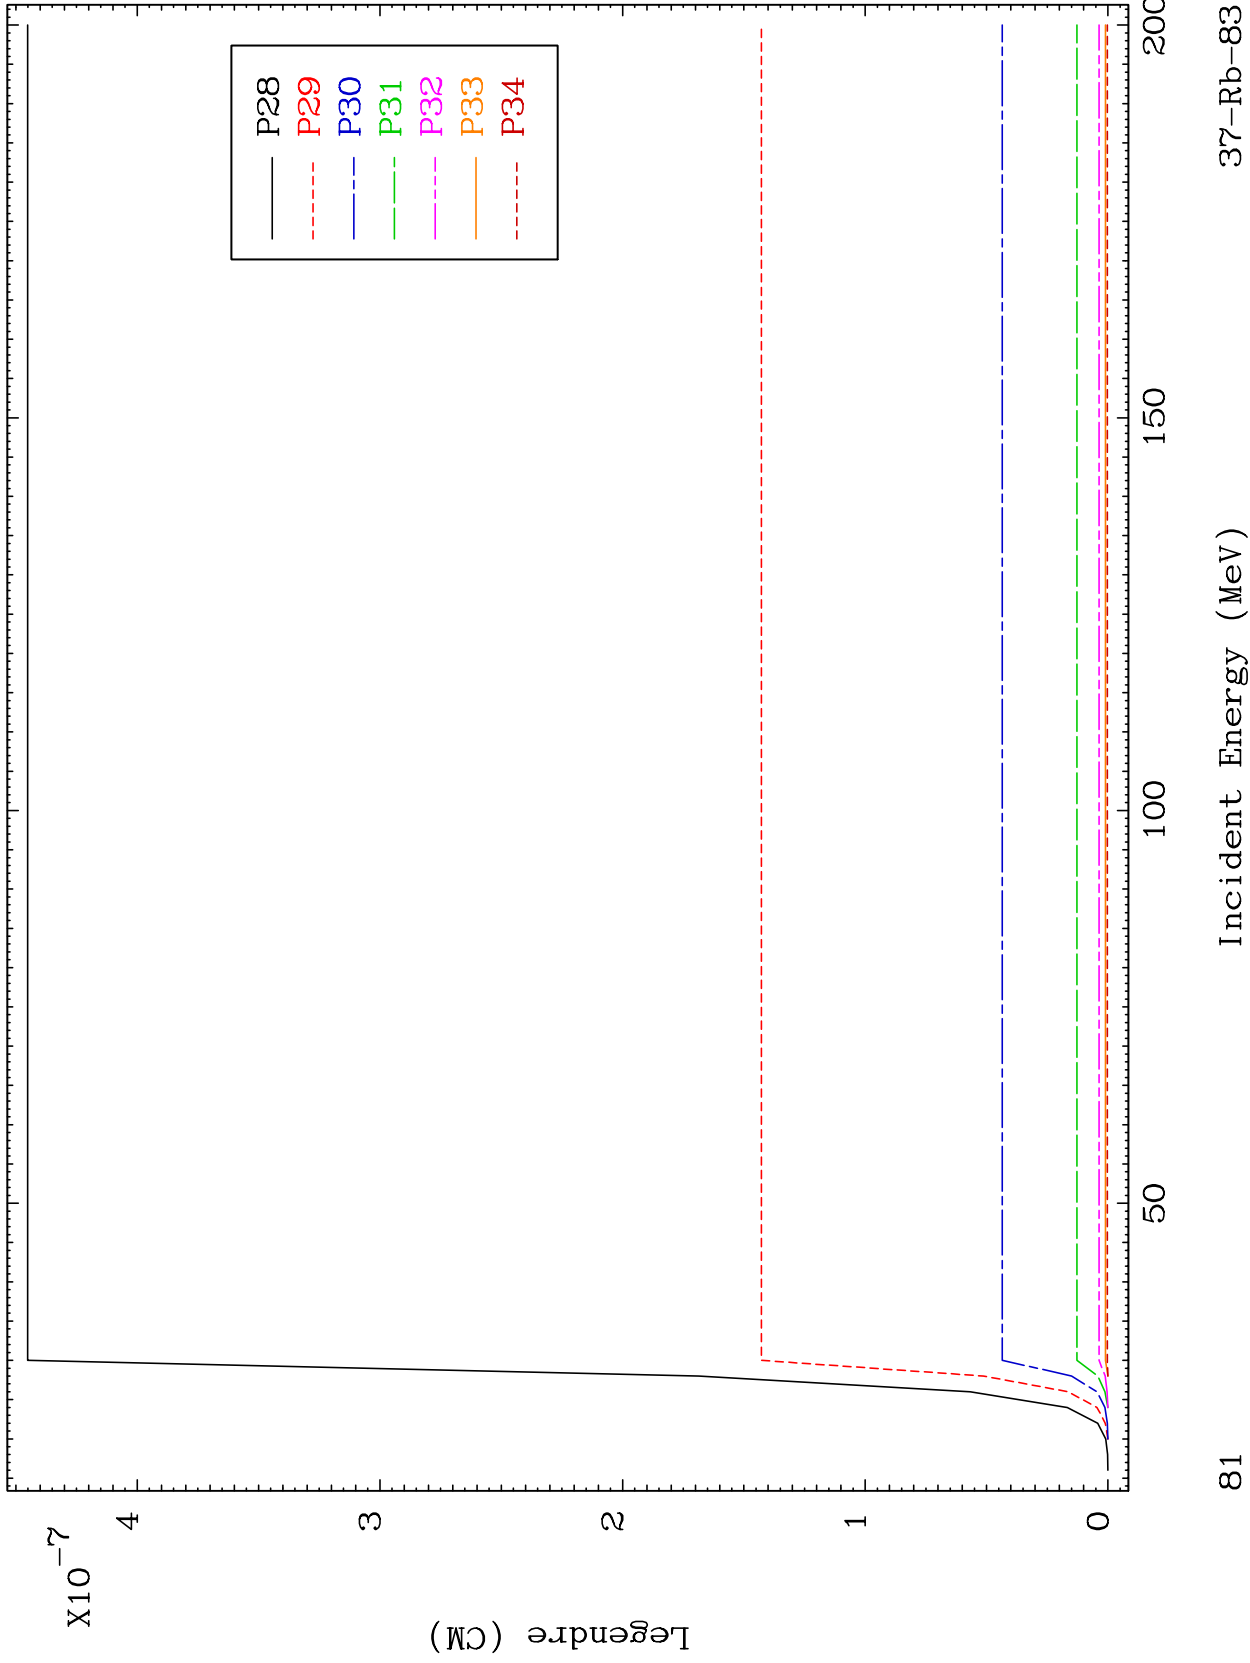 X10-7
4
3
2
1
0
Legendre (CM)
P28
P29
P30
P31
P32
P33
P34
50
100
150
200
Incident Energy (MeV)
81
37-Rb-83